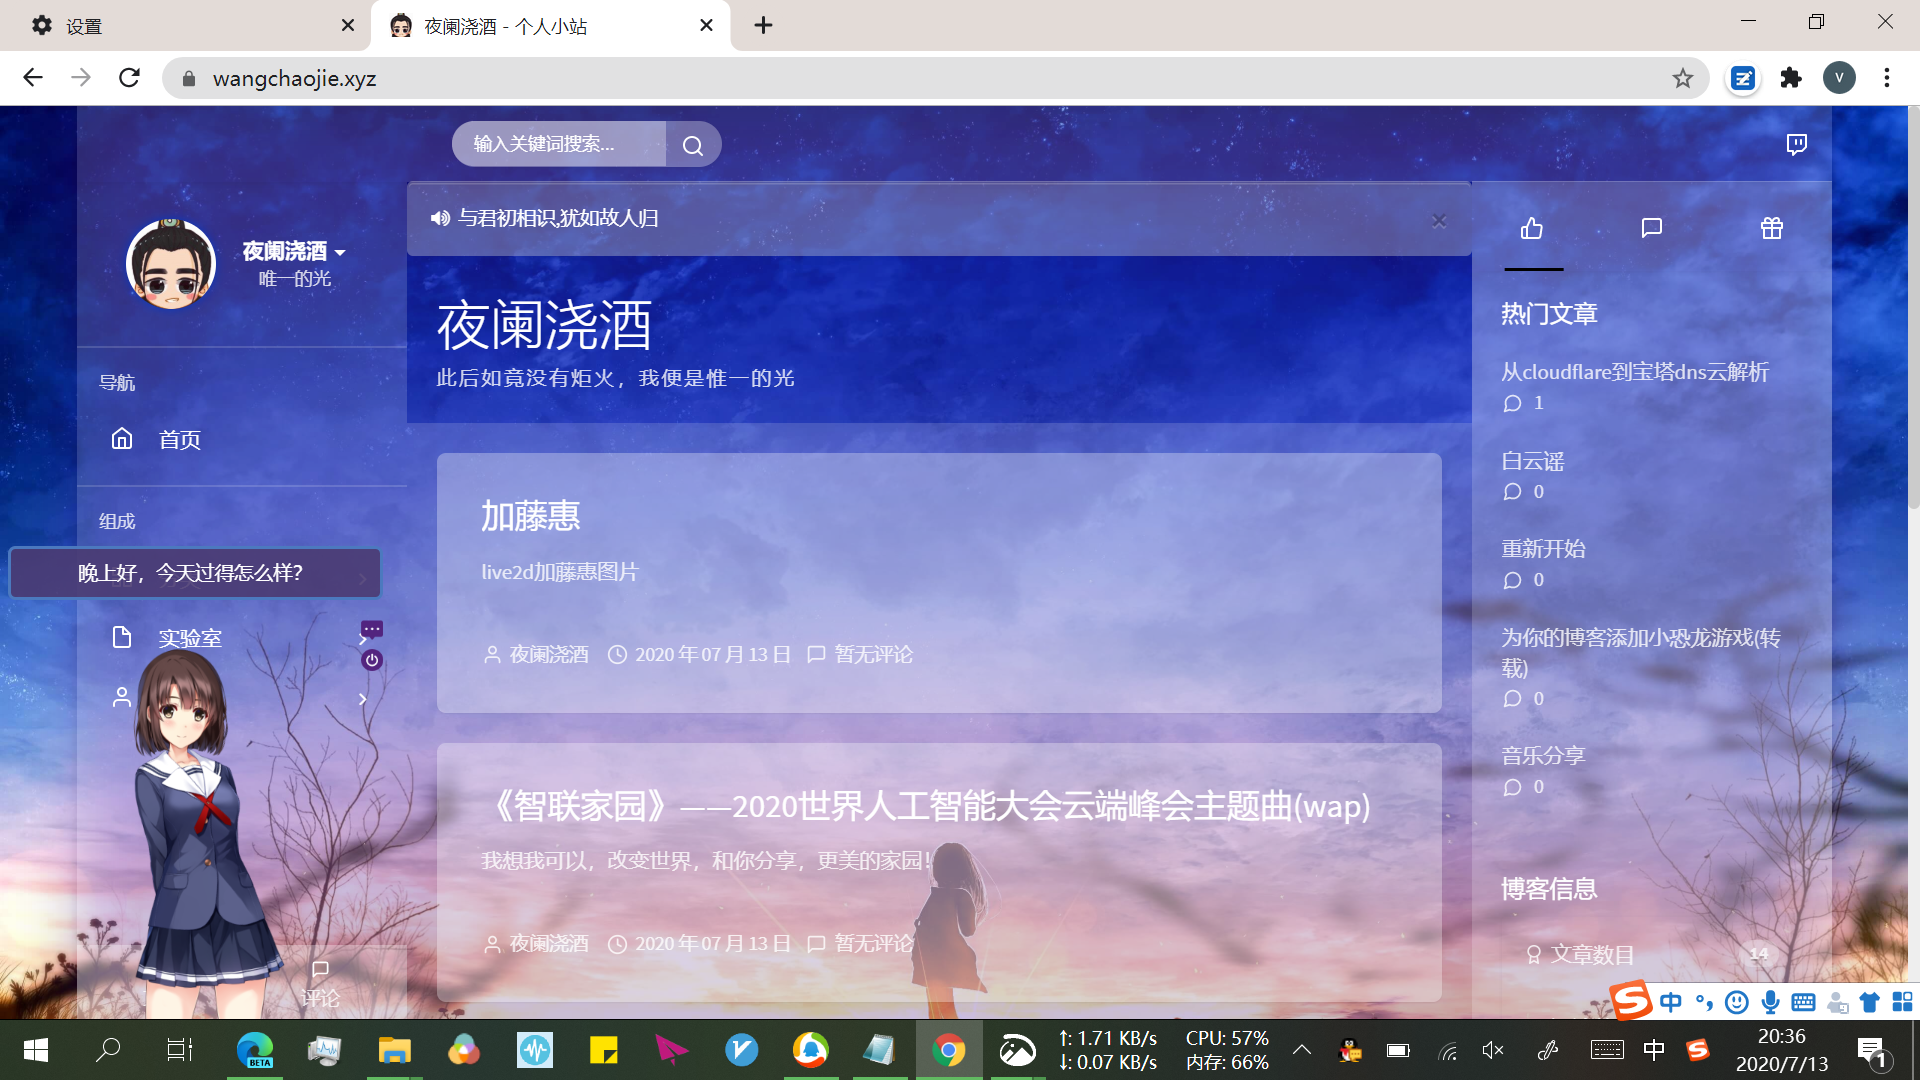 设置
夜阑浇酒 - 个人小站
wangchaojie.xyz
V
输入关键词搜索...
与君初相识,犹如故人归
夜阑浇酒
唯一的光
导航
首页
组成
晚上好，今天过得怎么样？
实验室
评论
夜阑浇酒
此后如竟没有炬火，我便是惟一的光
加藤惠
live2d加藤惠图片
夜阑浇酒 2020 年 07 月 13 日 暂无评论
《智联家园》——2020世界人工智能大会云端峰会主题曲(wap)
我想我可以，改变世界，和你分享，更美的家园!
夜阑浇酒 2020 年 07 月 13 日 暂无评论
热门文章
从cloudflare到宝塔dns云解析
1
白云谣
0
重新开始
0
为你的博客添加小恐龙游戏(转
载)
0
音乐分享
0
博客信息
文章数目 14
中
BETA
↑: 1.71 KB/s
↓: 0.07 KB/s
CPU: 57%
内存: 66%
中
20:36
2020/7/13
1